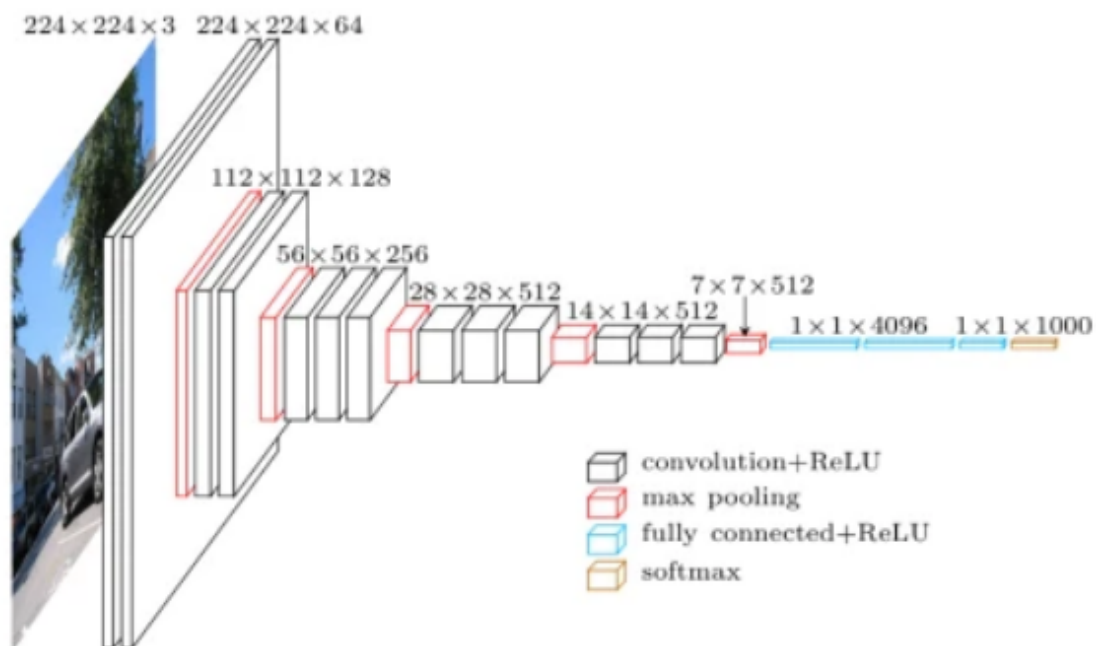 224×224×3
224×224×64
112×112×128
56×56×256
28×28×512
14×14×512
7×7×512
1×1×4096
1×1×1000
convolution+ReLU
max pooling
fully connected+ReLU
softmax